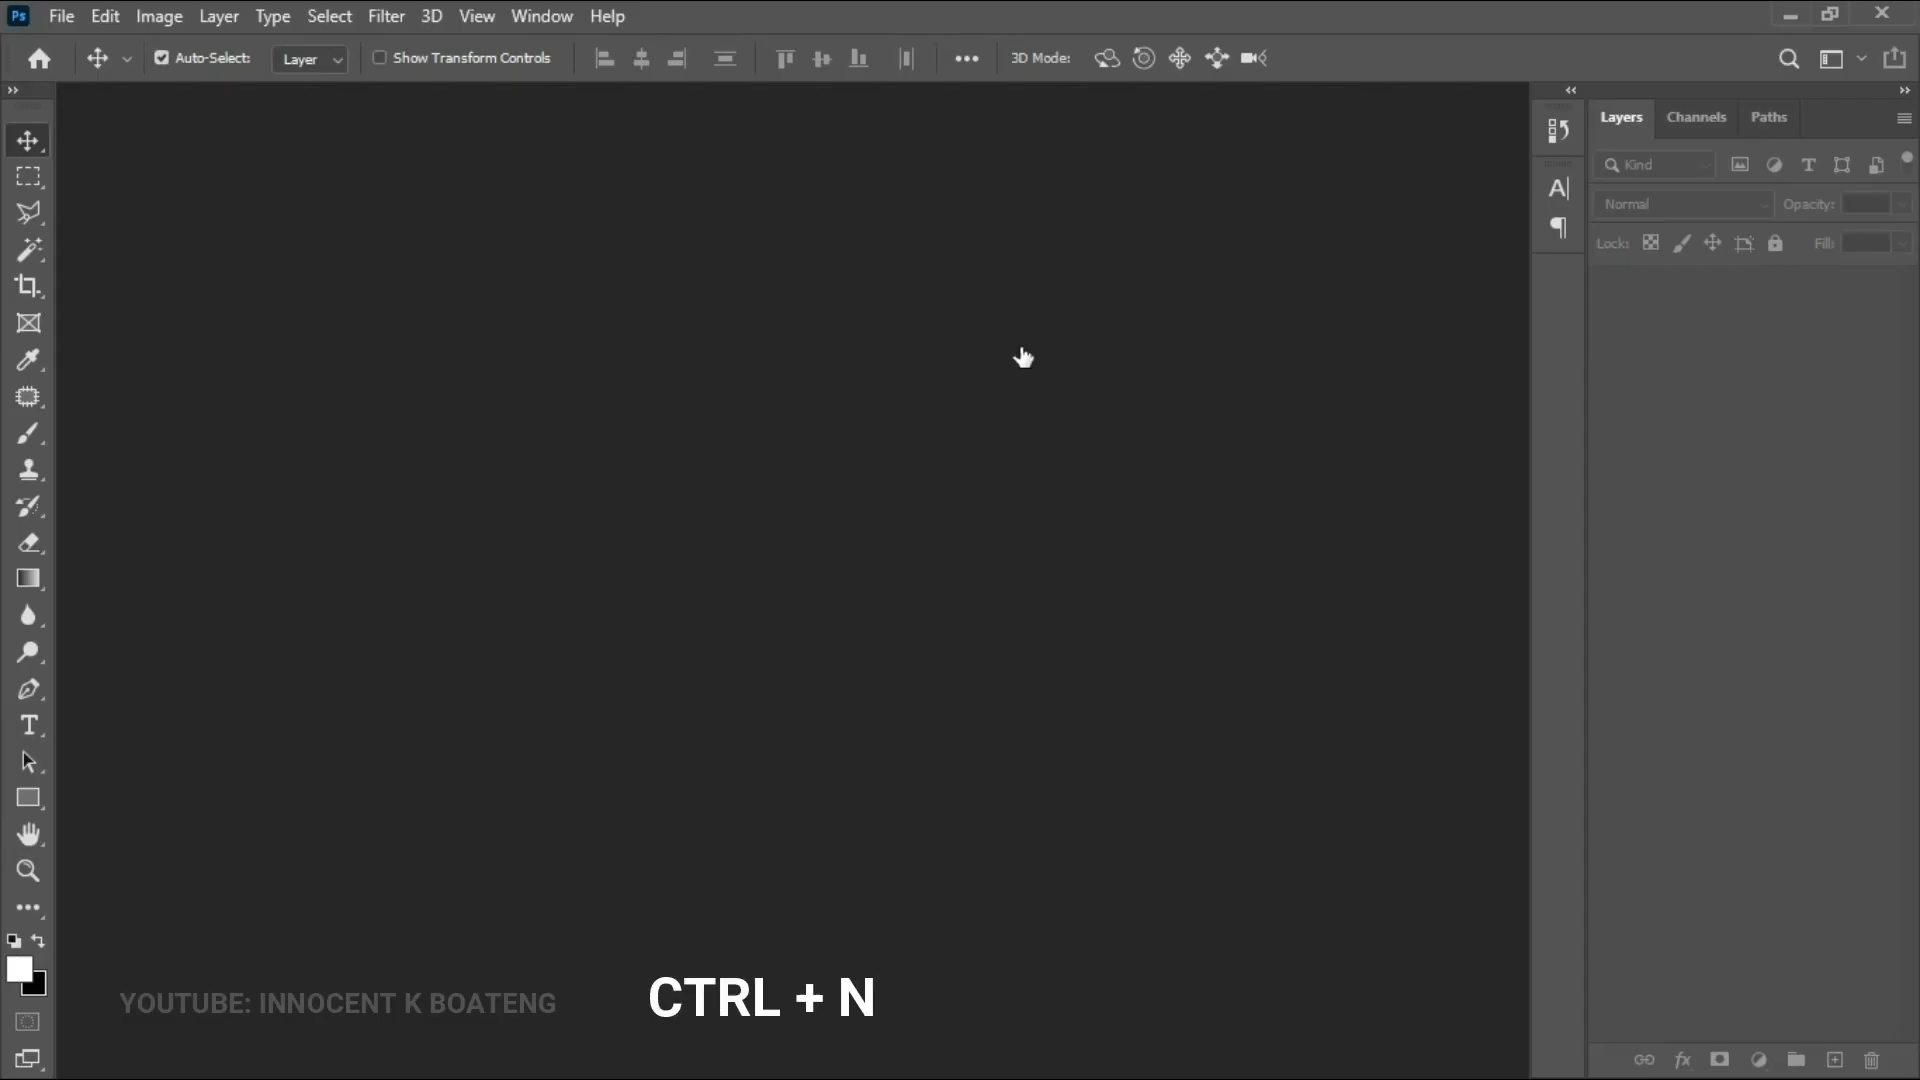 Ps File Edit Image Layer Type Select Filter 3D View Window Help
Auto-Select: Layer Show Transform Controls 3D Mode:
Layers Channels Paths
Kind
Normal Opacity:
Lock: Fill:
YOUTUBE: INNOCENT K BOATENG
CTRL + N